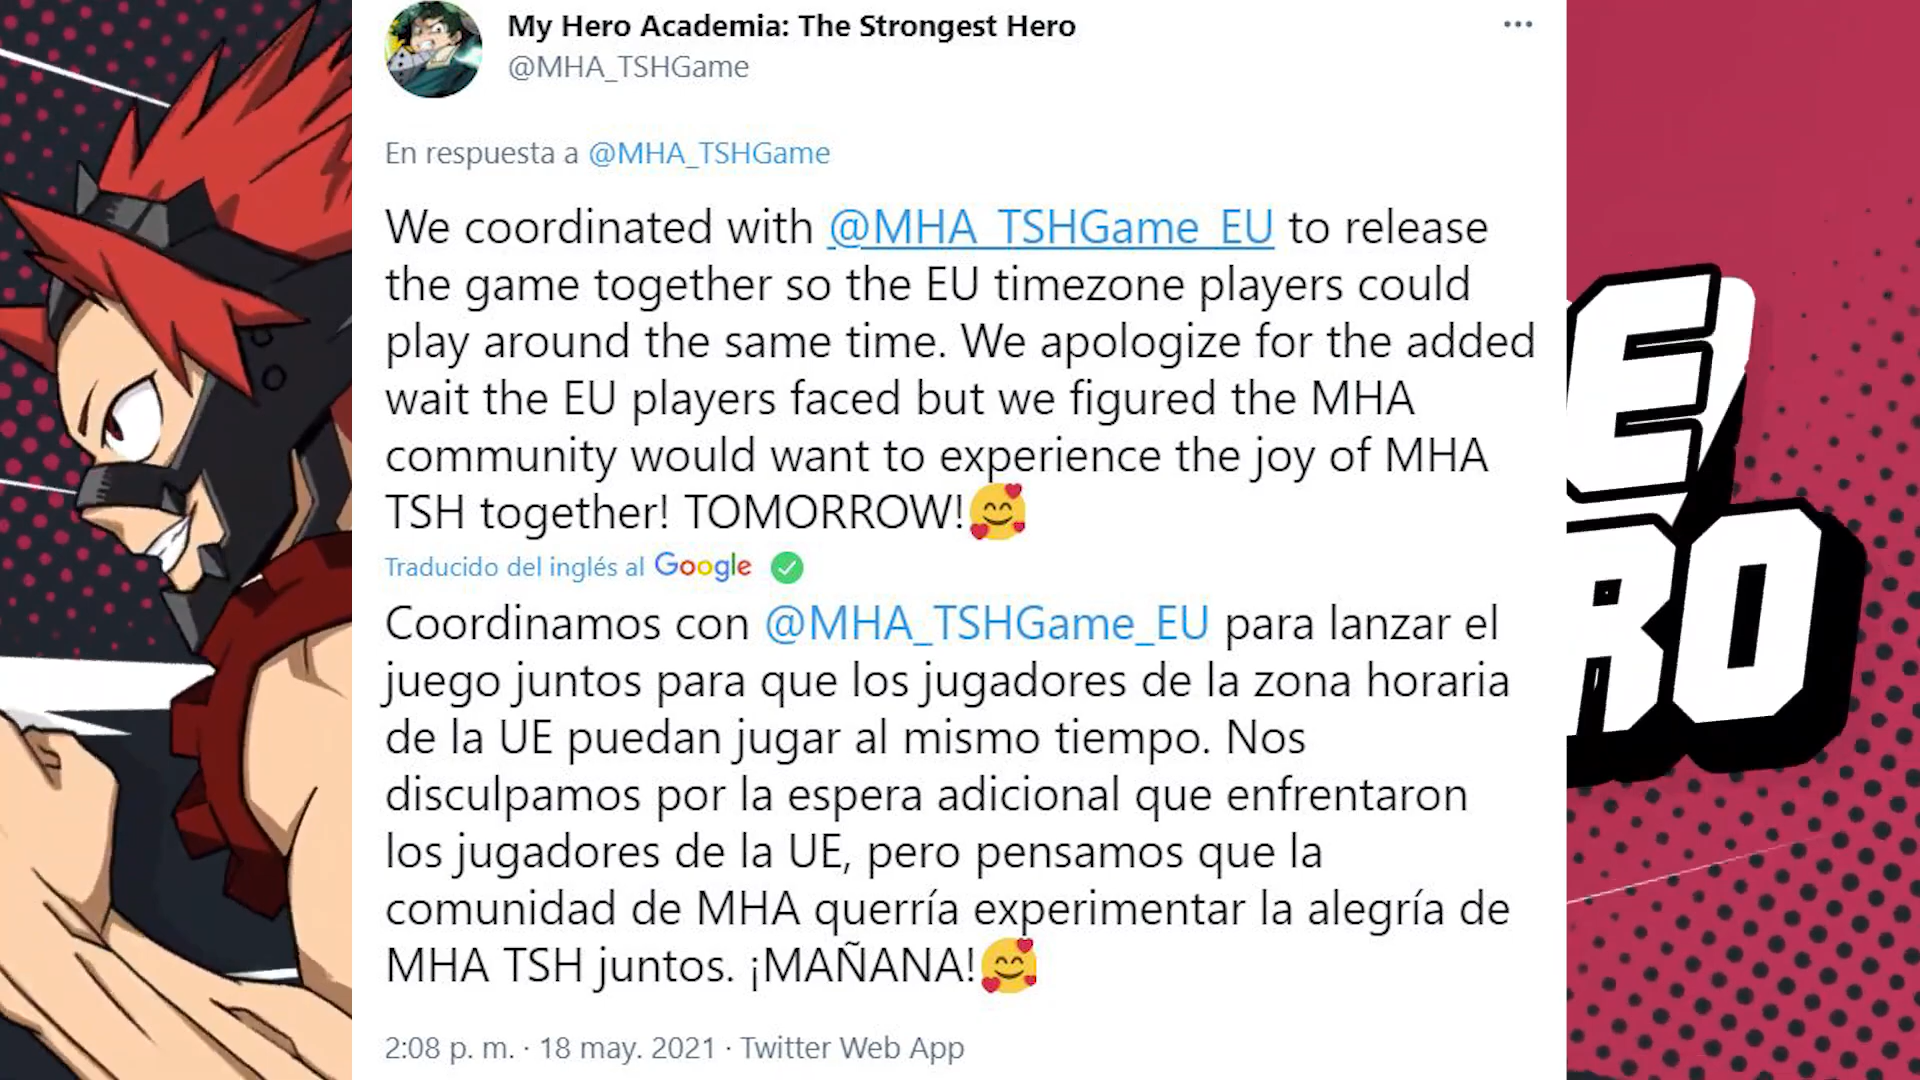 My Hero Academia: The Strongest Hero
@MHA_TSHGame
En respuesta a @MHA_TSHGame
We coordinated with @MHA_TSHGame_EU to release
the game together so the EU timezone players could
play around the same time. We apologize for the added
wait the EU players faced but we figured the MHA
community would want to experience the joy of MHA
TSH together! TOMORROW!🥰
Traducido del inglés al Google
Coordinamos con @MHA_TSHGame_EU para lanzar el
juego juntos para que los jugadores de la zona horaria
de la UE puedan jugar al mismo tiempo. Nos
disculpamos por la espera adicional que enfrentaron
los jugadores de la UE, pero pensamos que la
comunidad de MHA querría experimentar la alegría de
MHA TSH juntos. ¡MAÑANA!🥰
2:08 p. m. · 18 may. 2021 · Twitter Web App
E
RO